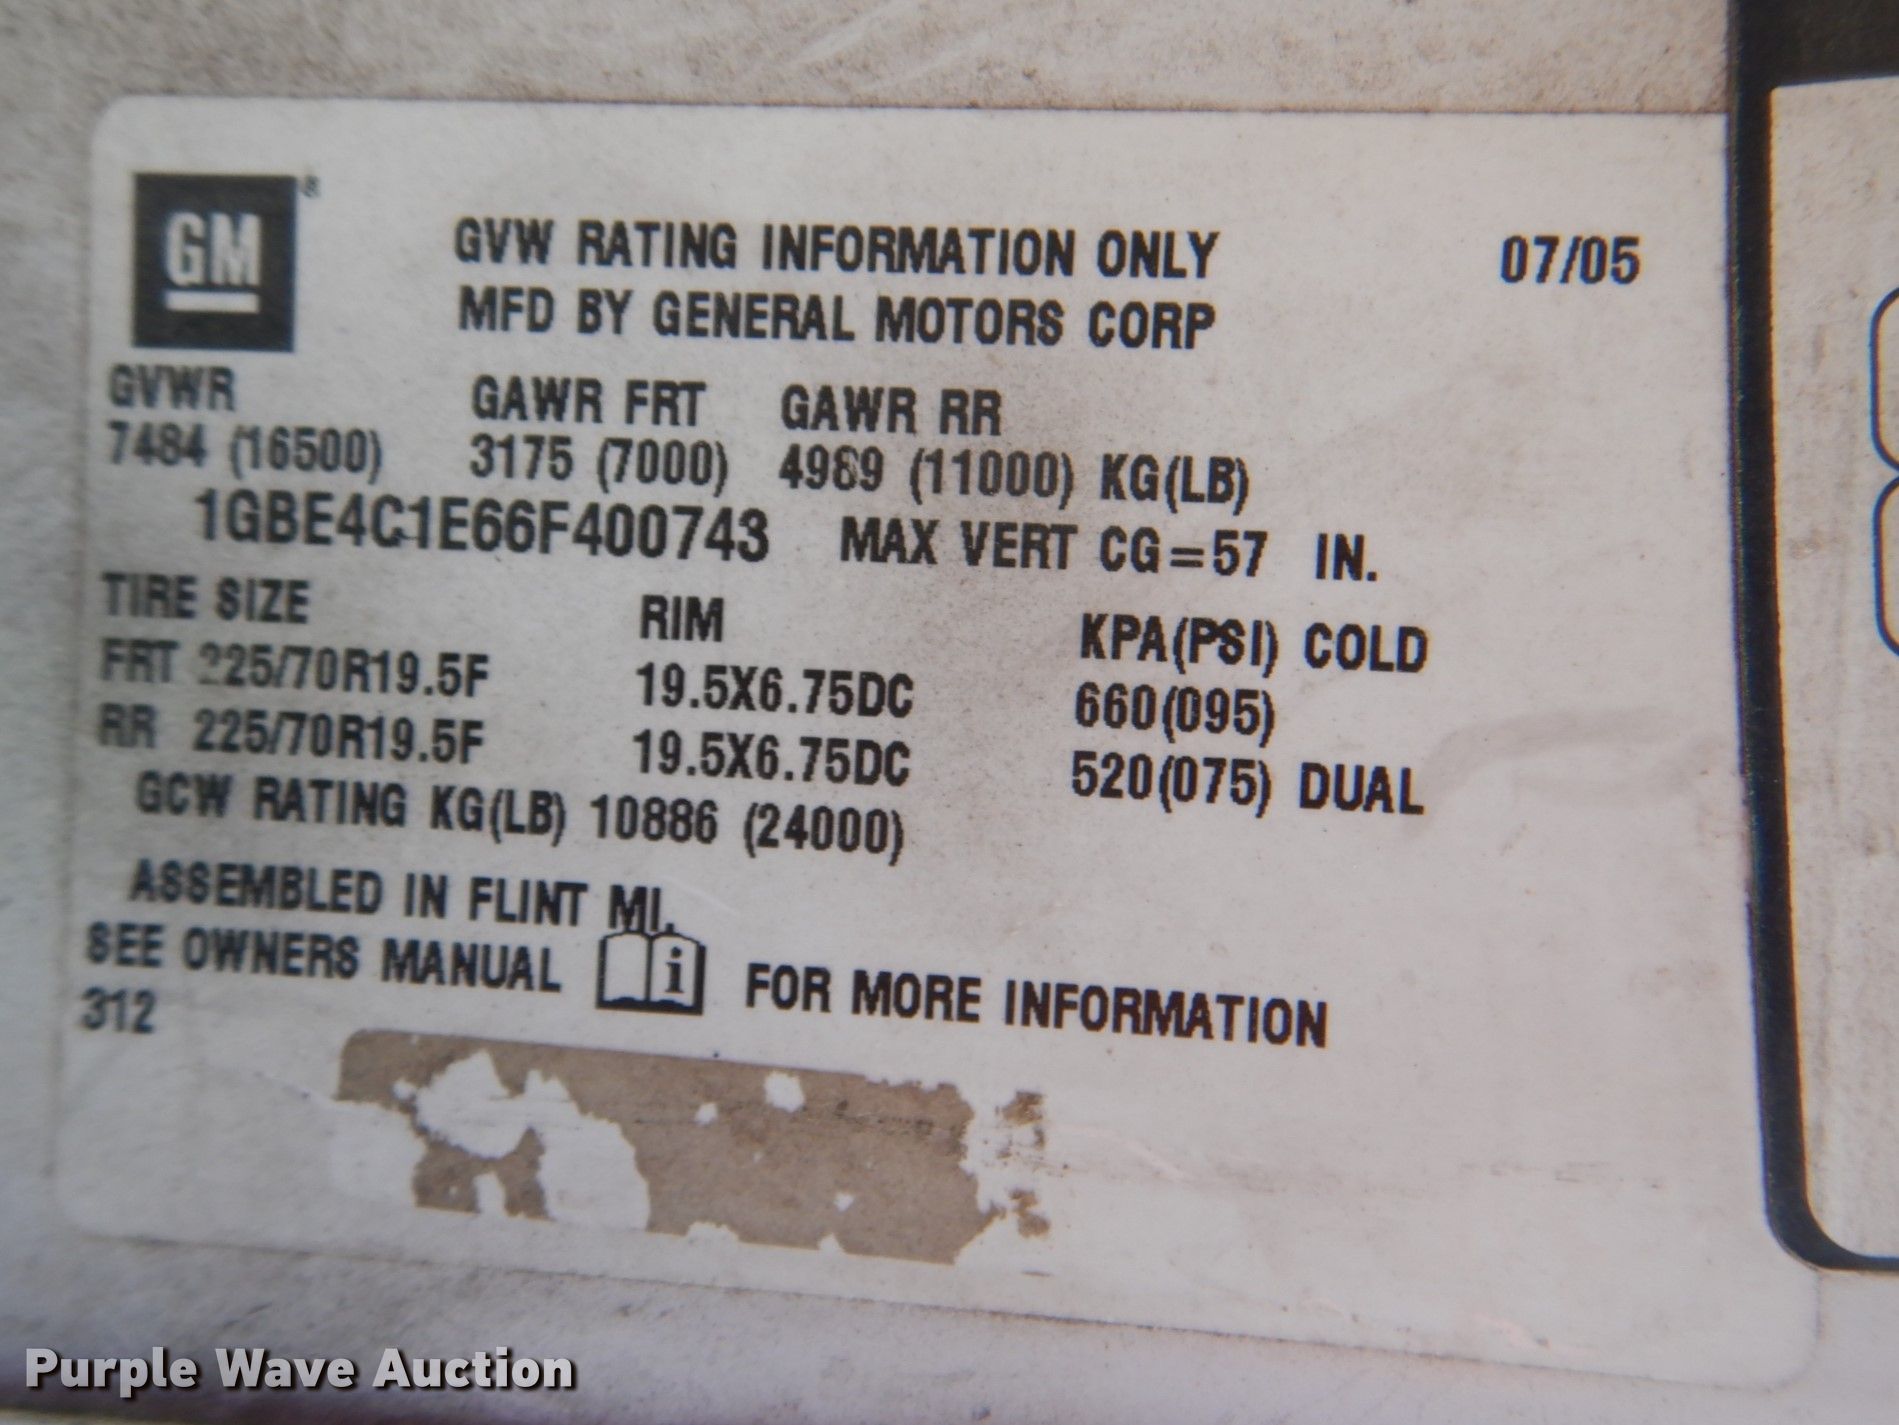 GM®
GVW RATING INFORMATION ONLY 07/05
MFD BY GENERAL MOTORS CORP
GVWR GAWR FRT GAWR RR
7484 (16500) 3175 (7000) 4989 (11000) KG(LB)
1GBE4C1E66F400743 MAX VERT CG=57 IN.
TIRE SIZE RIM KPA(PSI) COLD
FRT 225/70R19.5F 19.5X6.75DC 660(095)
RR 225/70R19.5F 19.5X6.75DC 520(075) DUAL
GCW RATING KG(LB) 10886 (24000)
ASSEMBLED IN FLINT MI.
SEE OWNERS MANUAL i FOR MORE INFORMATION
312
Purple Wave Auction